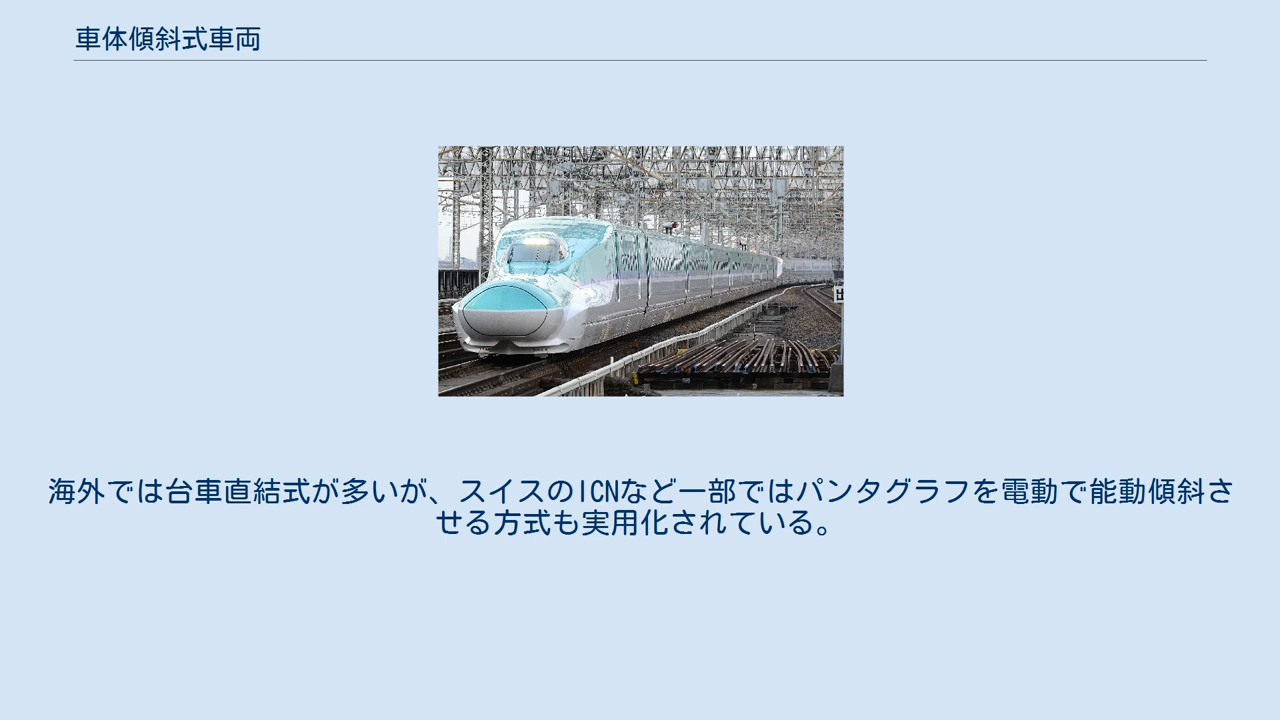 車体傾斜式車両
海外では台車直結式が多いが、スイスのICNなど一部ではパンタグラフを電動で能動傾斜さ
せる方式も実用化されている。